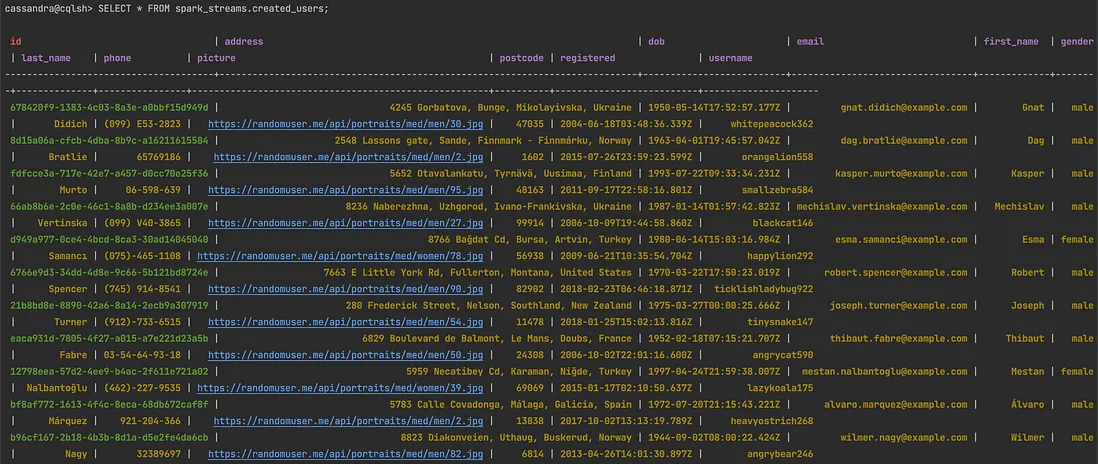 cassandra@cqlsh> SELECT * FROM spark_streams.created_users;
id | address | dob | email | first_name | gender
| last_name | phone | picture | postcode | registered | username
--------------------------------------+--------------------------------------------------------------------------+--------------------------+---------------------------------+-------------+-------
-+------------+----------------+----------------------------------------------------+----------+--------------------------+--------------------
678420f9-1383-4c03-8a3e-a0bbf15d949d | 4245 Gorbatova, Bunge, Mikolayivska, Ukraine | 1950-05-14T17:52:57.177Z | gnat.didich@example.com | Gnat | male
| Didich | (099) E53-2823 | https://randomuser.me/api/portraits/med/men/30.jpg | 47035 | 2004-06-18T03:48:36.339Z | whitepeacock362
8d15a06a-cfcb-4dba-8b9c-a16211615584 | 2548 Lassons gate, Sande, Finnmark - Finnmárku, Norway | 1963-04-01T19:45:57.042Z | dag.bratlie@example.com | Dag | male
| Bratlie | 65769186 | https://randomuser.me/api/portraits/med/men/2.jpg | 1602 | 2015-07-26T23:59:23.599Z | orangelion558
fdfcce3a-717e-42e7-a457-d0cc70e25f36 | 5652 Otavalankatu, Tyrnävä, Uusimaa, Finland | 1993-07-22T09:33:34.231Z | kasper.murto@example.com | Kasper | male
| Murto | 06-598-639 | https://randomuser.me/api/portraits/med/men/95.jpg | 48163 | 2011-09-17T22:58:16.801Z | smallzebra584
66ab8b6e-2c0e-46c1-8a8b-d234ee3a007e | 8236 Naberezhna, Uzhgorod, Ivano-Frankivska, Ukraine | 1987-01-14T01:57:42.823Z | mechislav.vertinska@example.com | Mechislav | male
| Vertinska | (099) V40-3865 | https://randomuser.me/api/portraits/med/men/27.jpg | 99914 | 2006-10-09T19:44:58.860Z | blackcat146
d949a977-0ce4-4bcd-8ca3-30ad14045040 | 8766 Bağdat Cd, Bursa, Artvin, Turkey | 1980-06-14T15:03:16.984Z | esma.samanci@example.com | Esma | female
| Samanci | (075)-465-1108 | https://randomuser.me/api/portraits/med/women/78.jpg | 56938 | 2009-06-21T10:35:54.704Z | happylion292
6766e9d3-34dd-4d8e-9c66-5b121bd8724e | 7663 E Little York Rd, Fullerton, Montana, United States | 1970-03-22T17:50:23.019Z | robert.spencer@example.com | Robert | male
| Spencer | (745) 914-8541 | https://randomuser.me/api/portraits/med/men/90.jpg | 82902 | 2018-02-23T06:46:18.871Z | ticklishladybug922
21b8bd8e-8890-42a6-8a14-2ecb9a307919 | 280 Frederick Street, Nelson, Southland, New Zealand | 1975-03-27T00:00:25.666Z | joseph.turner@example.com | Joseph | male
| Turner | (912)-733-6515 | https://randomuser.me/api/portraits/med/men/54.jpg | 11478 | 2018-01-25T15:02:13.816Z | tinysnake147
eaca931d-7805-4f27-a015-a7e221d23a5b | 6829 Boulevard de Balmont, Le Mans, Doubs, France | 1952-02-18T07:15:21.707Z | thibaut.fabre@example.com | Thibaut | male
| Fabre | 03-54-64-93-18 | https://randomuser.me/api/portraits/med/men/50.jpg | 24308 | 2006-10-02T22:01:16.600Z | angrycat590
12798eea-57d2-4ee9-b4ac-2f611e721a02 | 5959 Necatibey Cd, Karaman, Niğde, Turkey | 1997-04-24T21:59:38.007Z | mestan.nalbantoglu@example.com | Mestan | female
| Nalbantoğlu | (462)-227-9535 | https://randomuser.me/api/portraits/med/women/39.jpg | 69069 | 2015-01-17T02:10:50.637Z | lazykoala175
bf8af772-1613-4f4c-8eca-68db672caf8f | 5783 Calle Covadonga, Málaga, Galicia, Spain | 1972-07-20T21:15:43.221Z | alvaro.marquez@example.com | Álvaro | male
| Márquez | 921-204-366 | https://randomuser.me/api/portraits/med/men/2.jpg | 13838 | 2017-10-02T13:13:19.789Z | heavyostrich268
b96cf167-2b18-4b3b-8d1a-d5e2fe4da6cb | 8823 Diakonveien, Uthaug, Buskerud, Norway | 1944-09-02T08:00:22.424Z | wilmer.nagy@example.com | Wilmer | male
| Nagy | 32389697 | https://randomuser.me/api/portraits/med/men/82.jpg | 6814 | 2013-04-26T14:01:30.897Z | angrybear246